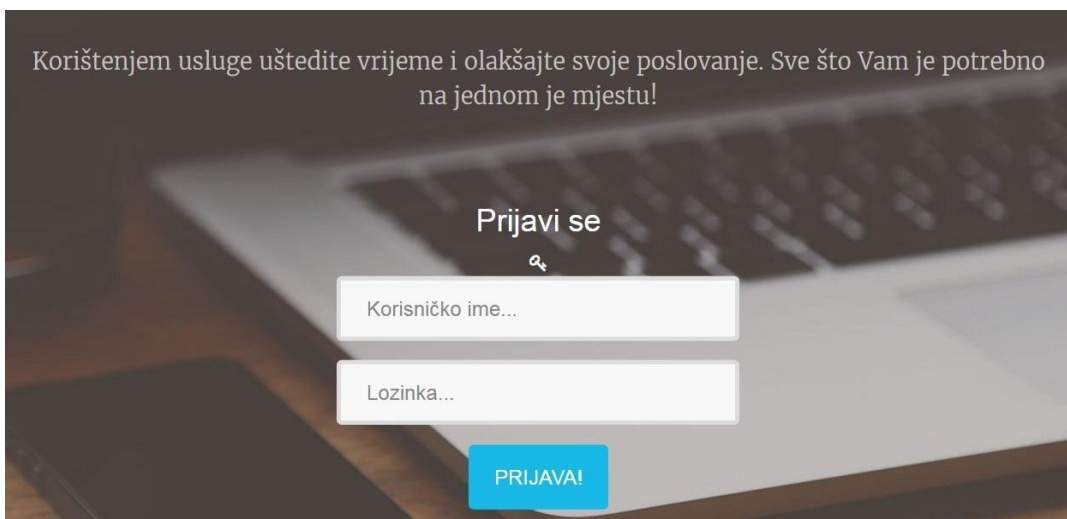 Korištenjem usluge uštedite vrijeme i olakšajte svoje poslovanje. Sve što Vam je potrebno
na jednom je mjestu!
Prijavi se
Korisničko ime...
Lozinka...
PRIJAVA!